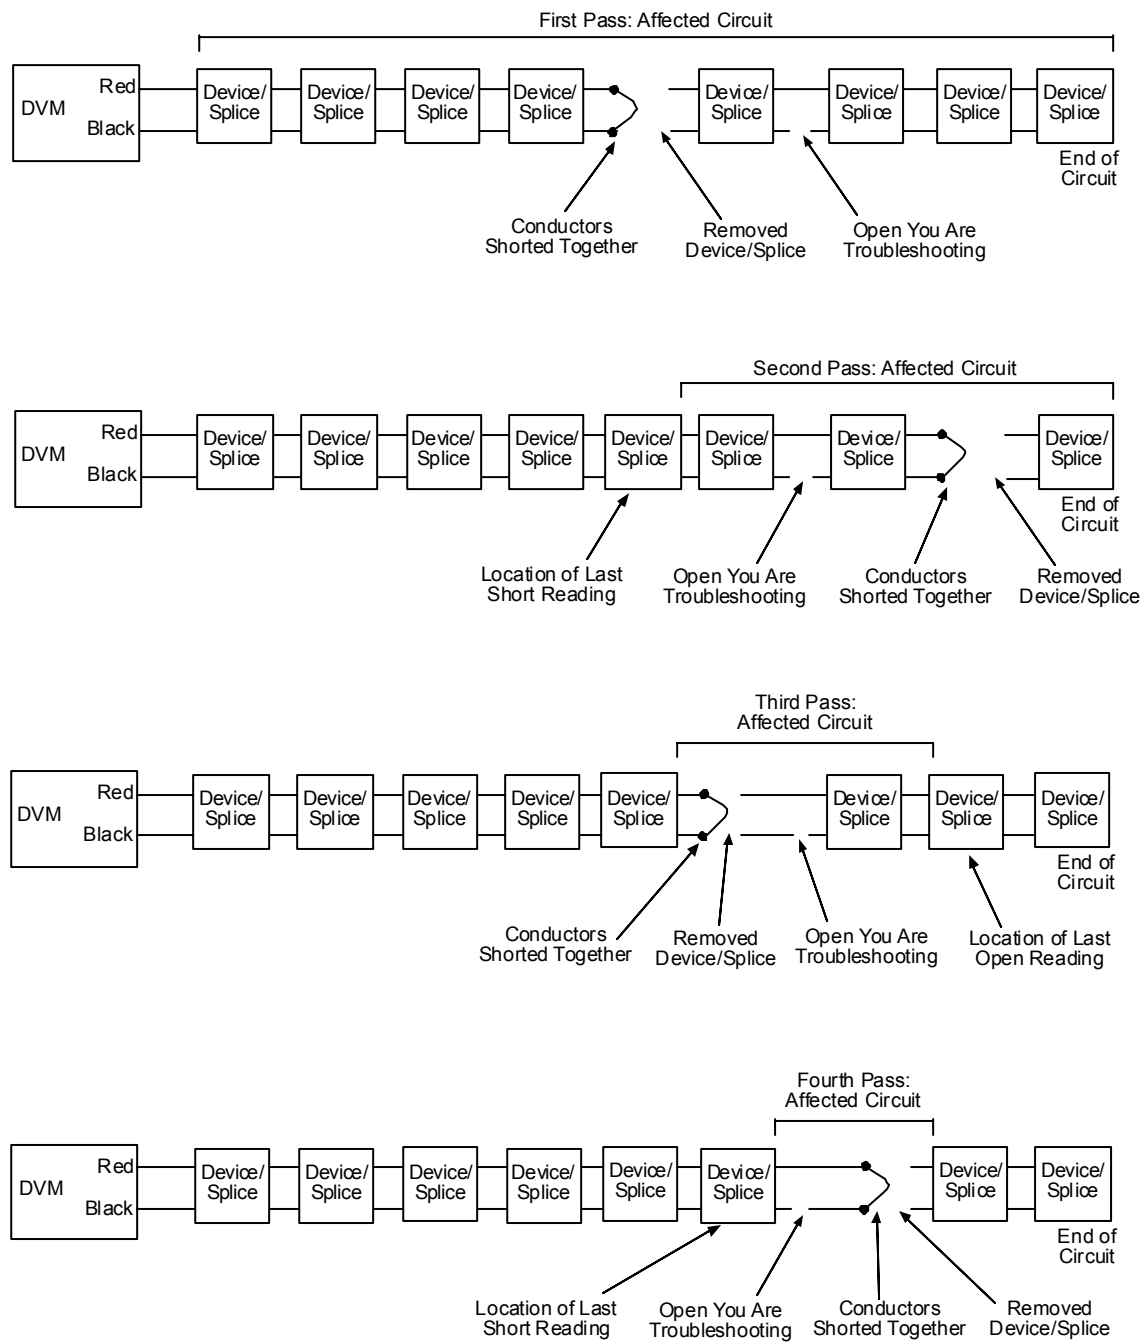 First Pass: Affected Circuit
DVM
Red
Black
Device/
Splice
Device/
Splice
Device/
Splice
Device/
Splice
Device/
Splice
Device/
Splice
Device/
Splice
Device/
Splice
End of
Circuit
Conductors
Shorted Together
Removed
Device/Splice
Open You Are
Troubleshooting
Second Pass: Affected Circuit
DVM
Red
Black
Device/
Splice
Device/
Splice
Device/
Splice
Device/
Splice
Device/
Splice
Device/
Splice
Device/
Splice
Device/
Splice
End of
Circuit
Location of Last
Short Reading
Open You Are
Troubleshooting
Conductors
Shorted Together
Removed
Device/Splice
Third Pass:
Affected Circuit
DVM
Red
Black
Device/
Splice
Device/
Splice
Device/
Splice
Device/
Splice
Device/
Splice
Device/
Splice
Device/
Splice
Device/
Splice
End of
Circuit
Conductors
Shorted Together
Removed
Device/Splice
Open You Are
Troubleshooting
Location of Last
Open Reading
Fourth Pass:
Affected Circuit
DVM
Red
Black
Device/
Splice
Device/
Splice
Device/
Splice
Device/
Splice
Device/
Splice
Device/
Splice
Device/
Splice
Device/
Splice
End of
Circuit
Location of Last
Short Reading
Open You Are
Troubleshooting
Conductors
Shorted Together
Removed
Device/Splice